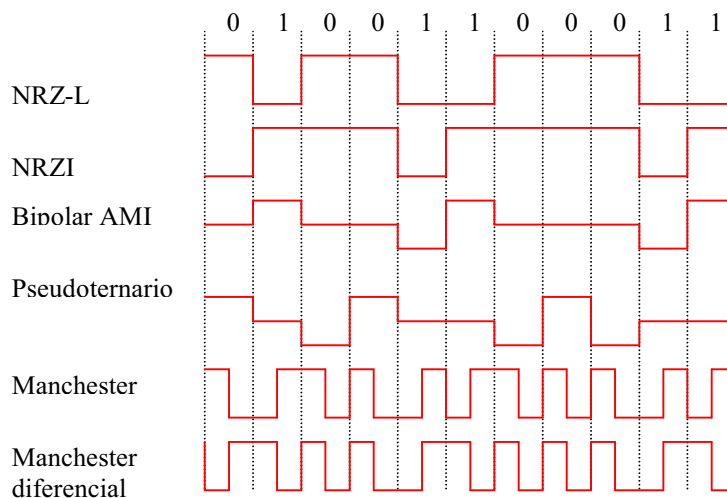 0 1 0 0 1 1 0 0 0 1 1
NRZ-L
NRZI
Bipolar AMI
Pseudoternario
Manchester
Manchester
diferencial